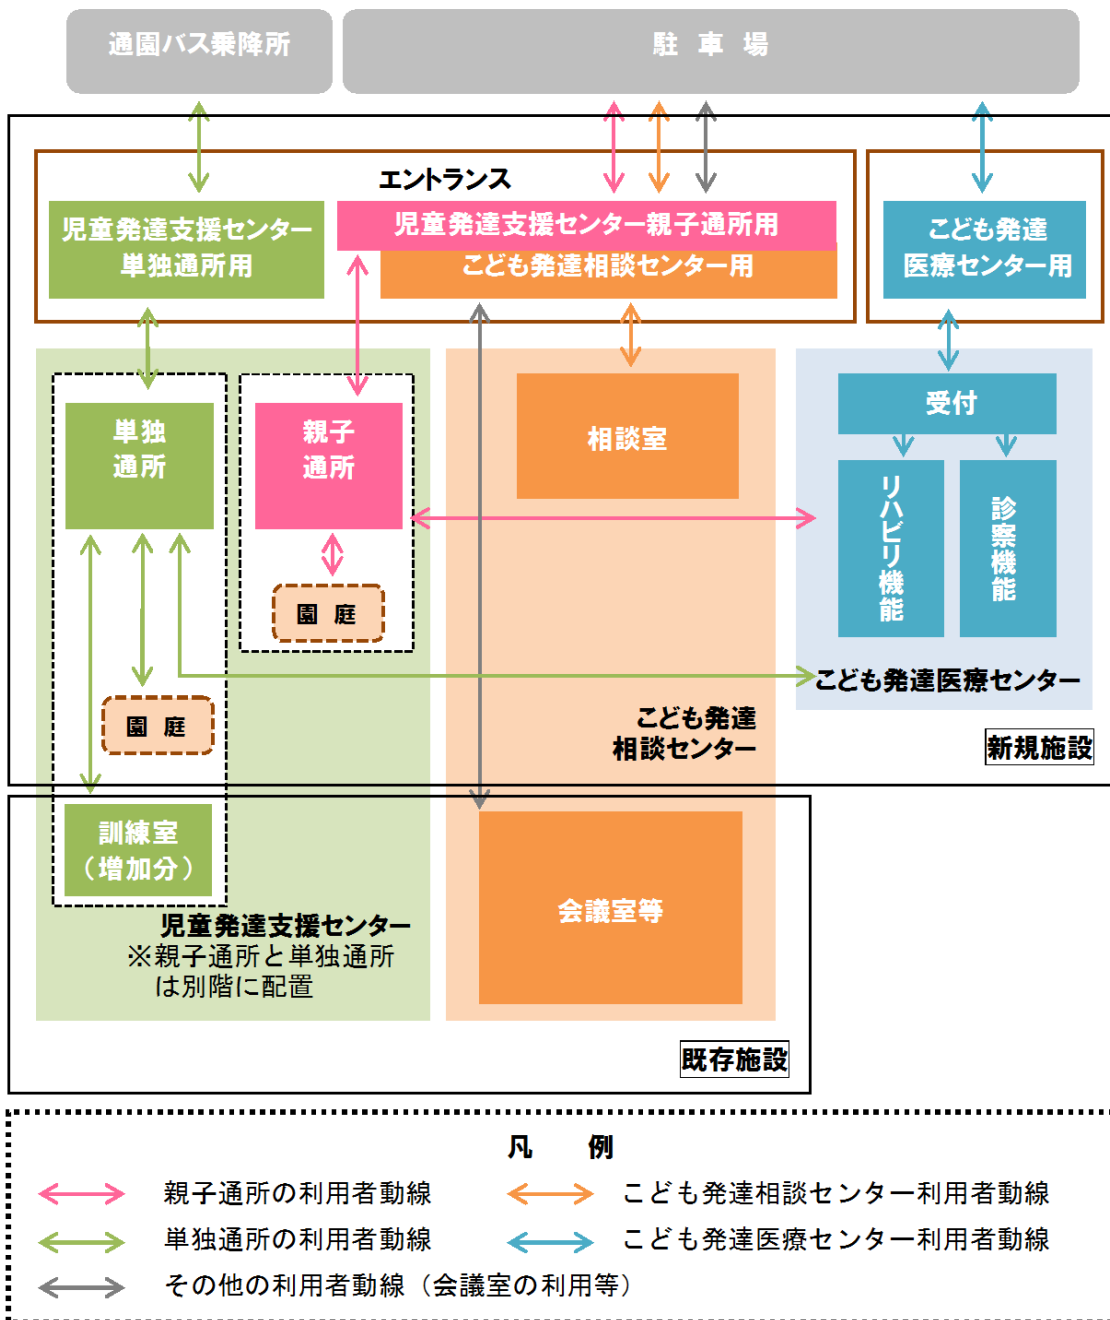 通園バス乗降所
駐 車 場
エントランス
児童発達支援センター
単独通所用
児童発達支援センター親子通所用
こども発達相談センター用
こども発達
医療センター用
単独
通所
親子
通所
相談室
受付
リハビリ機能
診察機能
園 庭
園 庭
こども発達医療センター
こども発達
相談センター
新規施設
訓練室
（増加分）
会議室等
児童発達支援センター
※親子通所と単独通所
は別階に配置
既存施設
凡 例
親子通所の利用者動線
こども発達相談センター利用者動線
単独通所の利用者動線
こども発達医療センター利用者動線
その他の利用者動線（会議室の利用等）